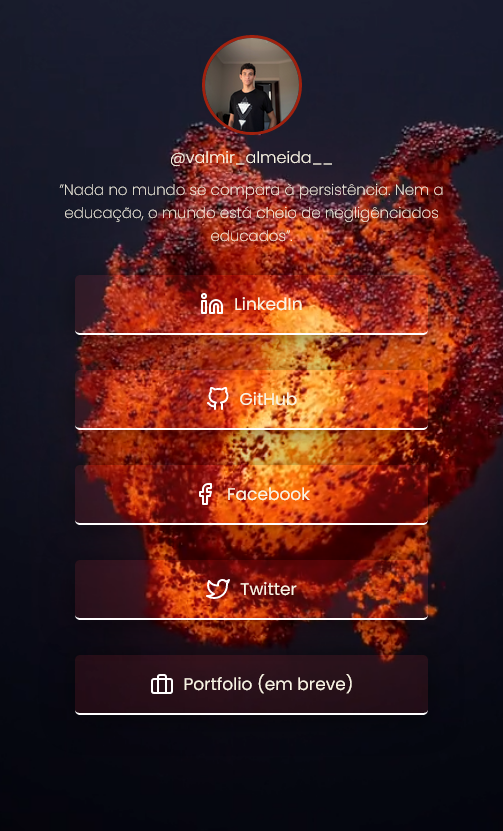 @valmir_almeida__
"Nada no mundo se compara à persistência. Nem a
educação, o mundo está cheio de negligênciados
educados".
LinkedIn
GitHub
Facebook
Twitter
Portfolio (em breve)